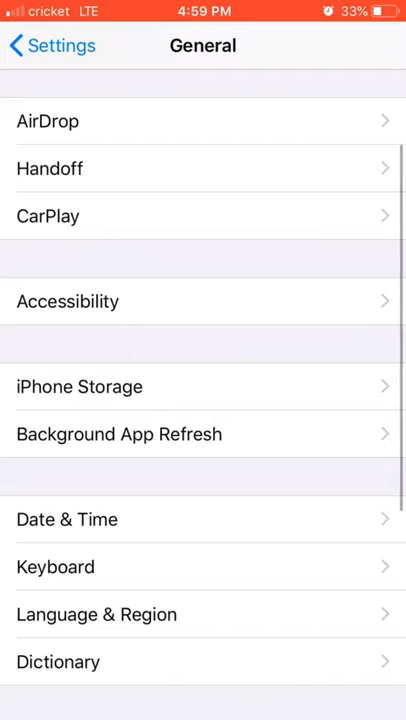 cricket LTE 4:59 PM 33%
Settings General
AirDrop
Handoff
CarPlay
Accessibility
iPhone Storage
Background App Refresh
Date & Time
Keyboard
Language & Region
Dictionary